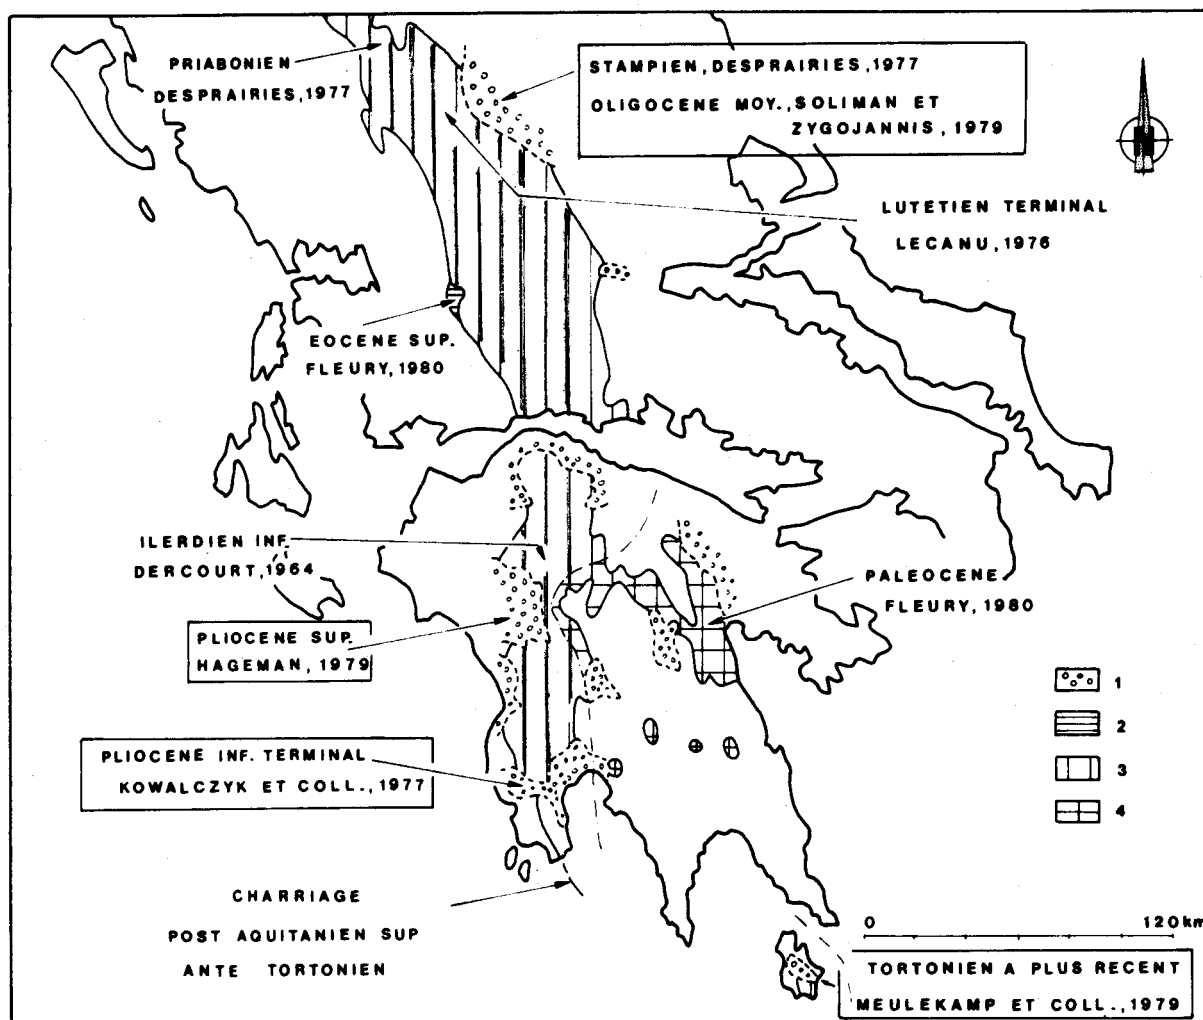 PRIABONIEN
DESPRAIRIES, 1977
STAMPIEN, DESPRAIRIES, 1977
OLIGOCENE MOY., SOLIMAN ET
ZYGOJANNIS, 1979
LUTETIEN TERMINAL
LECANU, 1976
EOCENE SUP.
FLEURY, 1980
ILERDIEN INF.
DERCOURT, 1964
PALEOCENE
FLEURY, 1980
PLIOCENE SUP.
HAGEMAN, 1979
1
2
3
4
PLIOCENE INF. TERMINAL
KOWALCZYK ET COLL., 1977
CHARRIAGE
POST AQUITANIEN SUP
ANTE TORTONIEN
0 120 km
TORTONIEN A PLUS RECENT
MEULEKAMP ET COLL., 1979